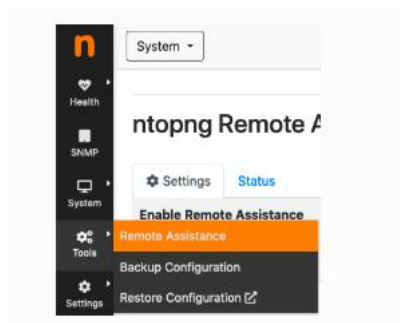 n
System
Health
ntopng Remote A
SNMP
Settings
Status
System
Enable Remote Assistance
Remote Assistance
Tools
Backup Configuration
Settings
Restore Configuration